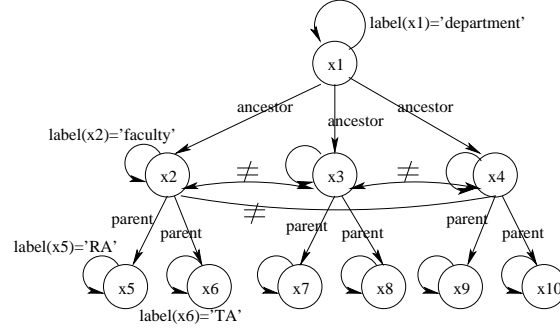 label(x1)='department'
x1
ancestor
ancestor
ancestor
label(x2)='faculty'
x2
≠
x3
≠
x4
≠
parent
parent
parent
parent
parent
parent
label(x5)='RA'
x5
x6
x7
x8
x9
x10
label(x6)='TA'